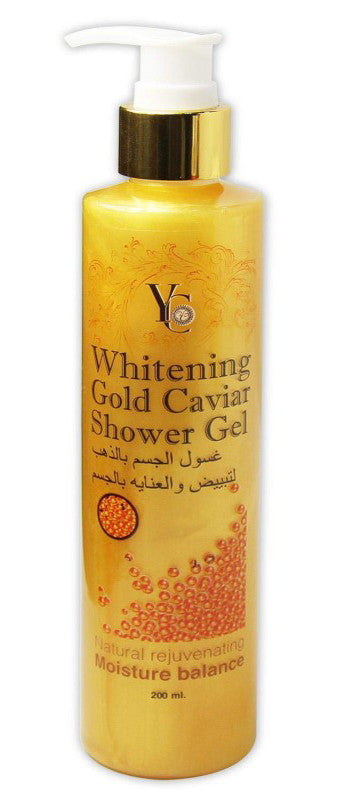 YC
Whitening
Gold Caviar
Shower Gel
غسول الجسم بالذهب
لتبييض والعنايه بالجسم
Natural rejuvenating
Moisture balance
200 ml.